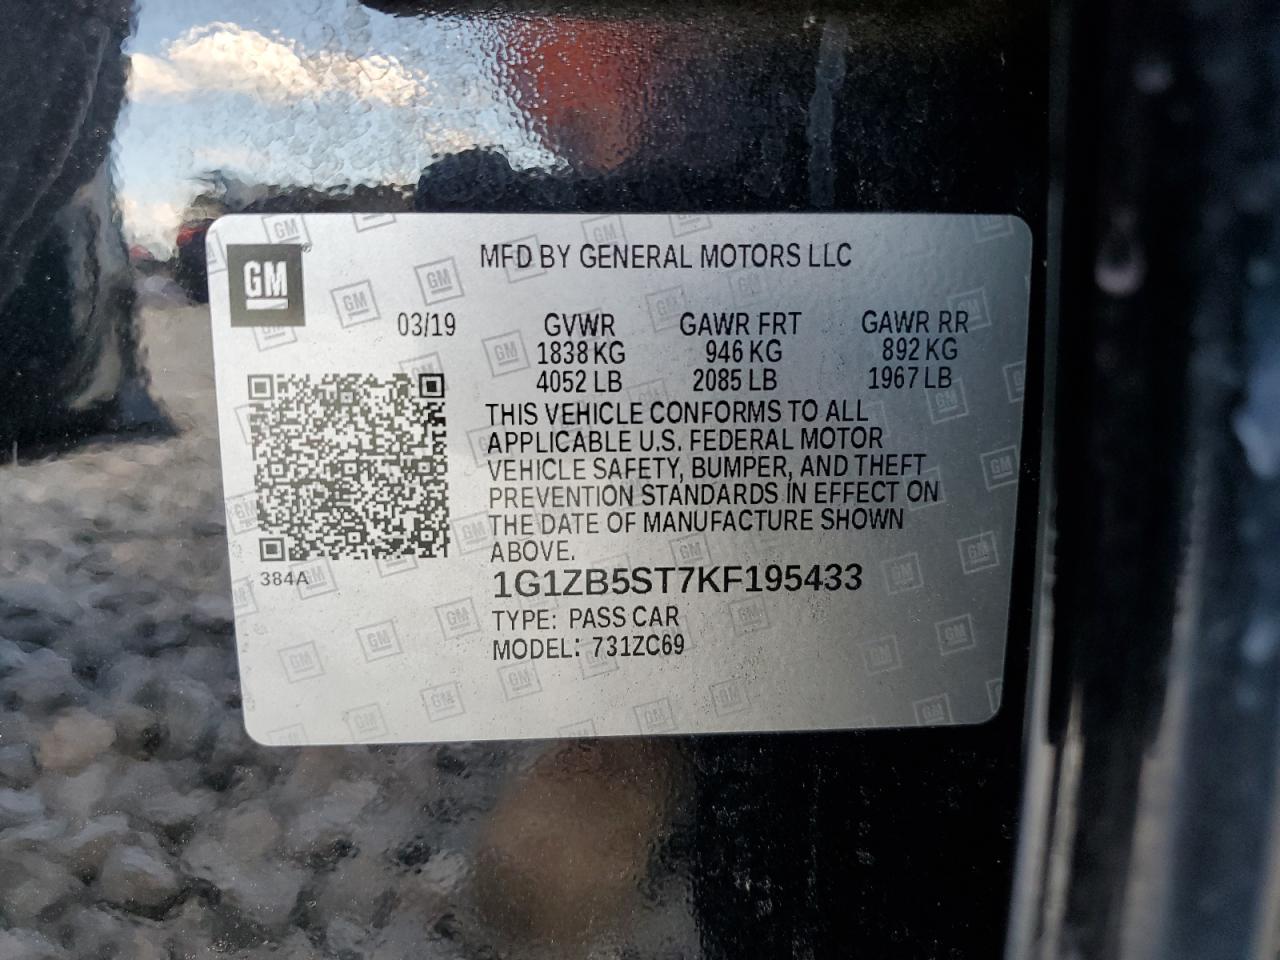 GM
MFD BY GENERAL MOTORS LLC
03/19 GVWR GAWR FRT GAWR RR
1838 KG 946 KG 892 KG
4052 LB 2085 LB 1967 LB
THIS VEHICLE CONFORMS TO ALL
APPLICABLE U.S. FEDERAL MOTOR
VEHICLE SAFETY, BUMPER, AND THEFT
PREVENTION STANDARDS IN EFFECT ON
THE DATE OF MANUFACTURE SHOWN
ABOVE.
384A
1G1ZB5ST7KF195433
TYPE: PASS CAR
MODEL: 731ZC69